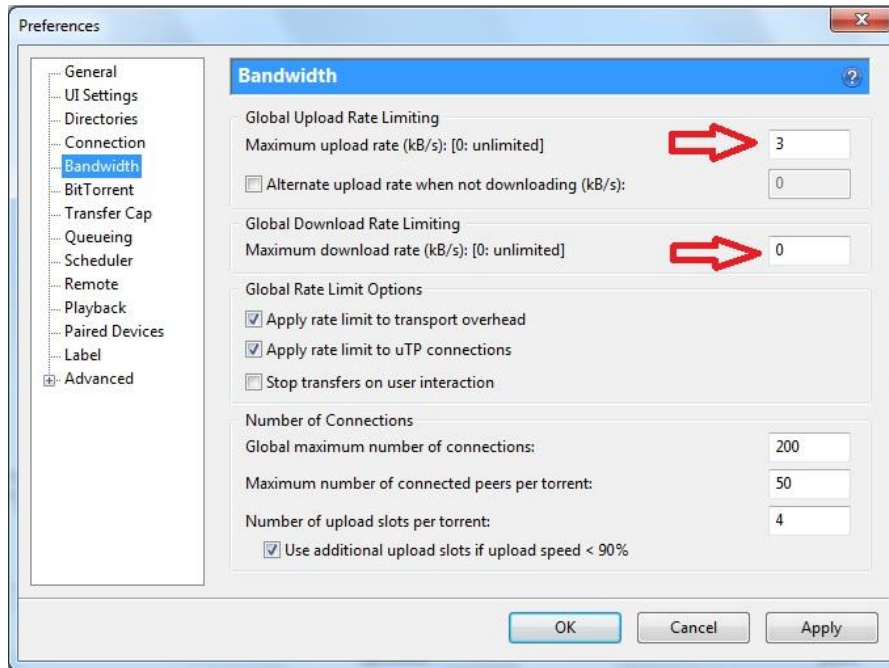 Preferences
General
UI Settings
Directories
Connection
Bandwidth
BitTorrent
Transfer Cap
Queueing
Scheduler
Remote
Playback
Paired Devices
Label
Advanced
Bandwidth
Global Upload Rate Limiting
Maximum upload rate (kB/s): [0: unlimited] 3
Alternate upload rate when not downloading (kB/s): 0
Global Download Rate Limiting
Maximum download rate (kB/s): [0: unlimited] 0
Global Rate Limit Options
Apply rate limit to transport overhead
Apply rate limit to uTP connections
Stop transfers on user interaction
Number of Connections
Global maximum number of connections: 200
Maximum number of connected peers per torrent: 50
Number of upload slots per torrent: 4
Use additional upload slots if upload speed < 90%
OK Cancel Apply